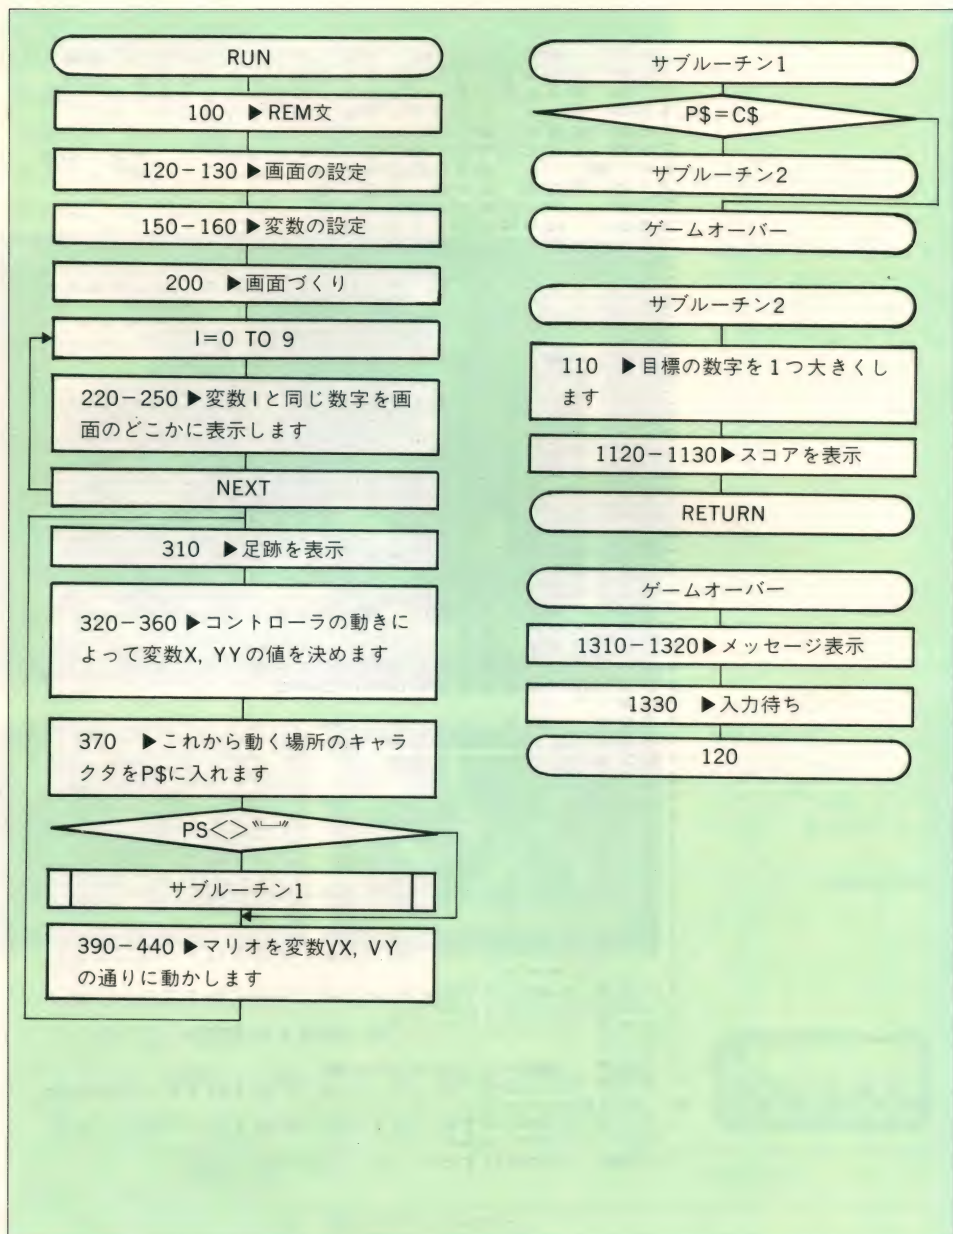 RUN
100 ▶REM文
120-130▶画面の設定
150-160▶変数の設定
200 ▶画面づくり
I=0 TO 9
220-250▶変数Iと同じ数字を画
面のどこかに表示します
NEXT
310 ▶足跡を表示
320-360▶コントローラの動きに
よって変数X, YYの値を決めます
370 ▶これから動く場所のキャラ
クタをP$に入れます
PS<>"␣"
サブルーチン1
390-440▶マリオを変数VX, VY
の通りに動かします
サブルーチン1
P$=C$
サブルーチン2
ゲームオーバー
サブルーチン2
110 ▶目標の数字を1つ大きくし
ます
1120-1130▶スコアを表示
RETURN
ゲームオーバー
1310-1320▶メッセージ表示
1330 ▶入力待ち
120